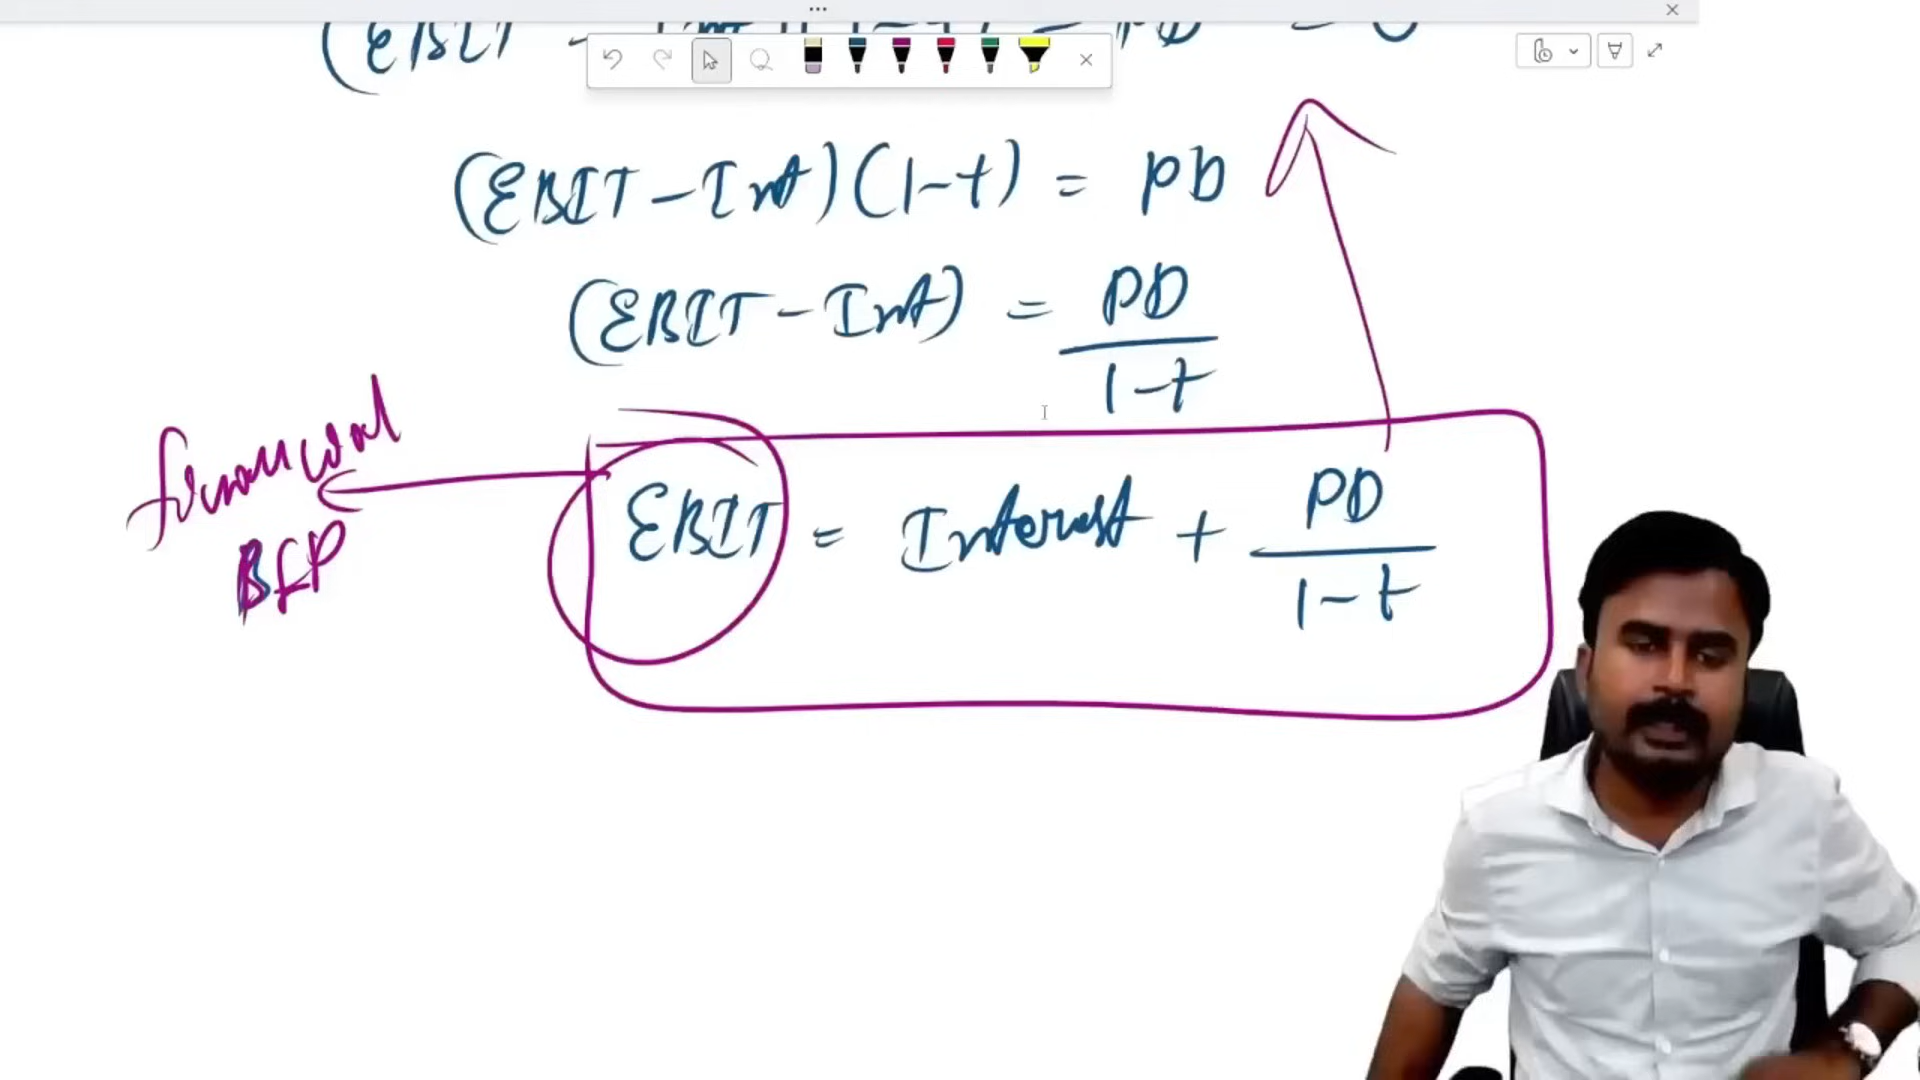 (EBIT - Int)(1-t) = PD
(EBIT - Int) = PD
1-t
financial
BEP
EBIT = Interest + PD
1-t